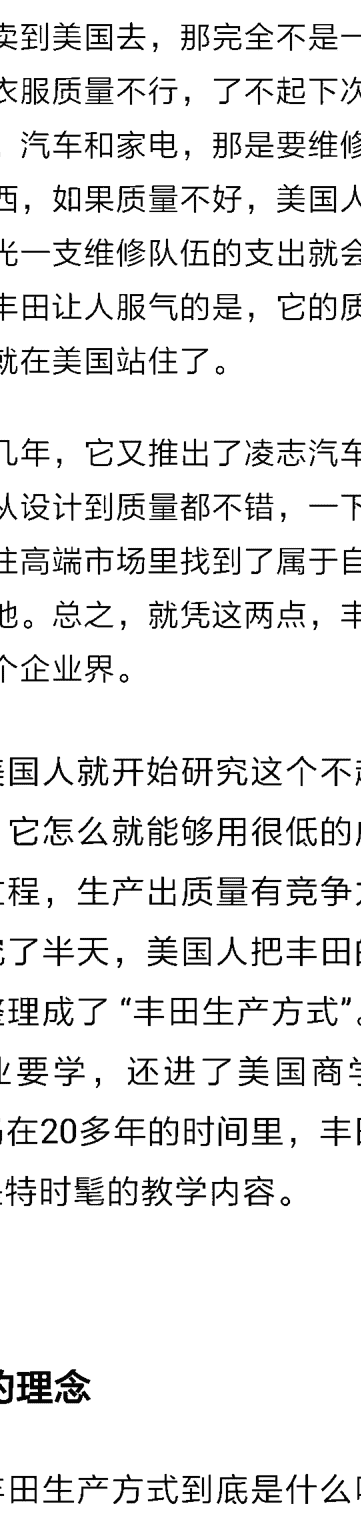 卖到美国去，那完全不是一
衣服质量不行，了不起下次
汽车和家电，那是要维修
西，如果质量不好，美国人
光一支维修队伍的支出就会
丰田让人服气的是，它的质
就在美国站住了。
几年，它又推出了凌志汽车
从设计到质量都不错，一下
往高端市场里找到了属于自
地。总之，就凭这两点，丰
个企业界。
美国人就开始研究这个不起
它怎么就能够用很低的成
过程，生产出质量有竞争力
究了半天，美国人把丰田的
整理成了“丰田生产方式”。
业要学，还进了美国商学
在20多年的时间里，丰田
特时髦的教学内容。
的理念
丰田生产方式到底是什么呢